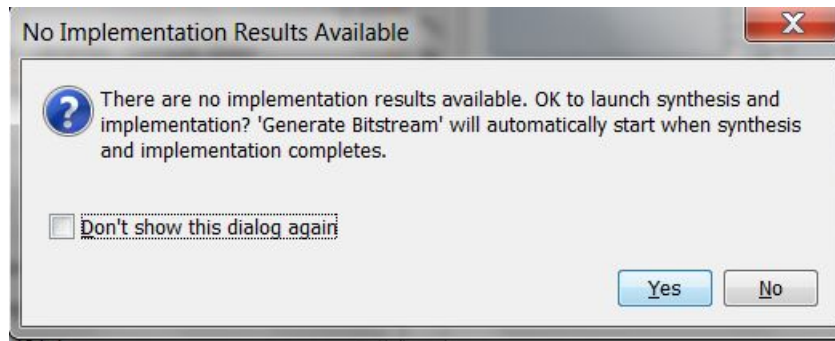 No Implementation Results Available
There are no implementation results available. OK to launch synthesis and
implementation? 'Generate Bitstream' will automatically start when synthesis
and implementation completes.
Don't show this dialog again
Yes
No